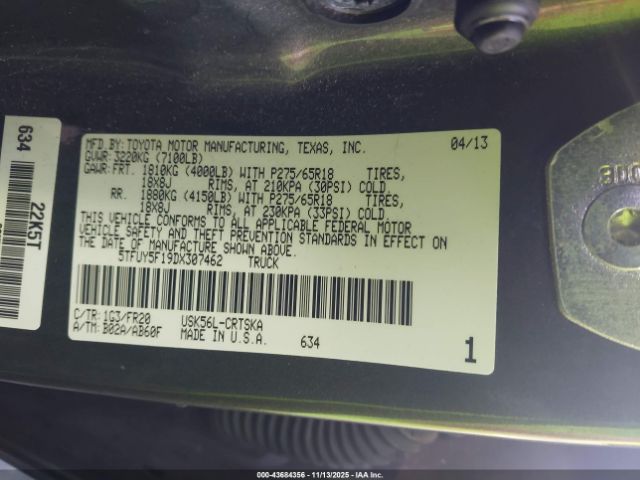 634
22K5T
MFD.BY: TOYOTA MOTOR MANUFACTURING, TEXAS, INC. 04/13
GVWR: 3220KG (7100LB)
GAWR: FRT. 1810KG (4000LB) WITH P275/65R18 TIRES,
18X8J RIMS, AT 210KPA (30PSI) COLD.
RR. 1880KG (4150LB) WITH P275/65R18 TIRES,
18X8J RIMS, AT 230KPA (33PSI) COLD.
THIS VEHICLE CONFORMS TO ALL APPLICABLE FEDERAL MOTOR
VEHICLE SAFETY AND THEFT PREVENTION STANDARDS IN EFFECT ON
THE DATE OF MANUFACTURE SHOWN ABOVE.
5TFUY5F19DX307462 TRUCK
C/TR: 1G3/FR20 USK56L-CRTSKA
A/TM: B02A/AB60F MADE IN U.S.A. 634
1
000-43684356 - 11/13/2025 - IAAI.COM